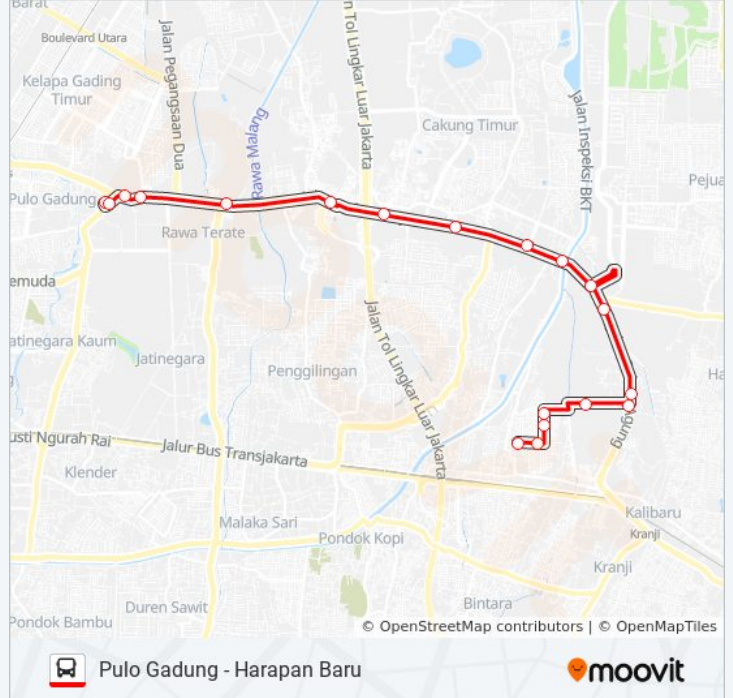 Barat
Boulevard Utara
Kelapa Gading
Timur
Jalan Pegangsaan Dua
Rawa Malang
n Tol Lingkar Luar Jakarta
Cakung Timur
Jalan Inspeksi BKT
Pejua
Pulo Gadung
Rawa Terate
emuda
atinegara Kaum
Jatinegara
Penggilingan
Jalan Tol Lingkar Luar Jakarta
Ha
usti Ngurah Rai
Jalur Bus Transjakarta
Agung
Klender
Kalibaru
Kranji
Malaka Sari
Pondok Kopi
Kranji
Duren Sawit
Bintara
Pondok Bambu
© OpenStreetMap contributors | © OpenMapTiles
Pulo Gadung - Harapan Baru
moovit